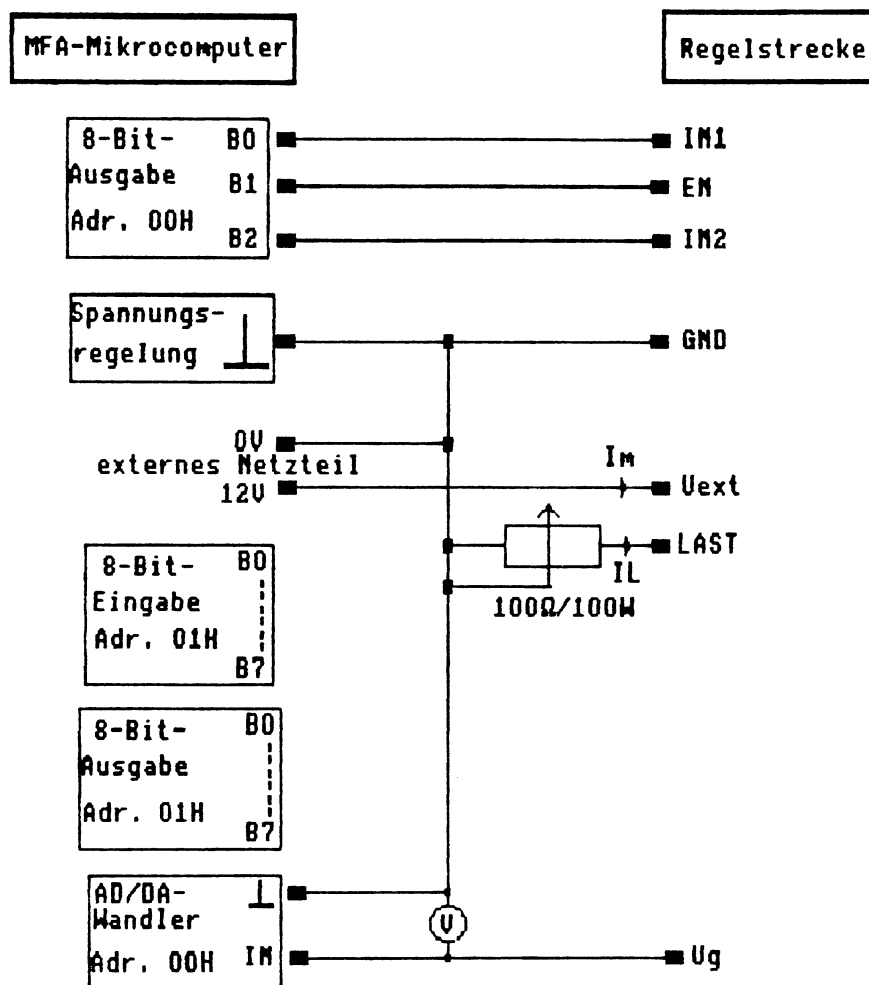 MFA-Mikrocomputer
Regelstrecke
8-Bit- B0
IN1
Ausgabe B1
EN
Adr. 00H B2
IN2
Spannungs-
regelung
GND
0V
externes Netzteil
12V
Im
Uext
LAST
IL
100Ω/100W
8-Bit- B0
Eingabe
Adr. 01H
B7
8-Bit- B0
Ausgabe
Adr. 01H
B7
AD/DA-
Wandler
V
Adr. 00H IN
Ug